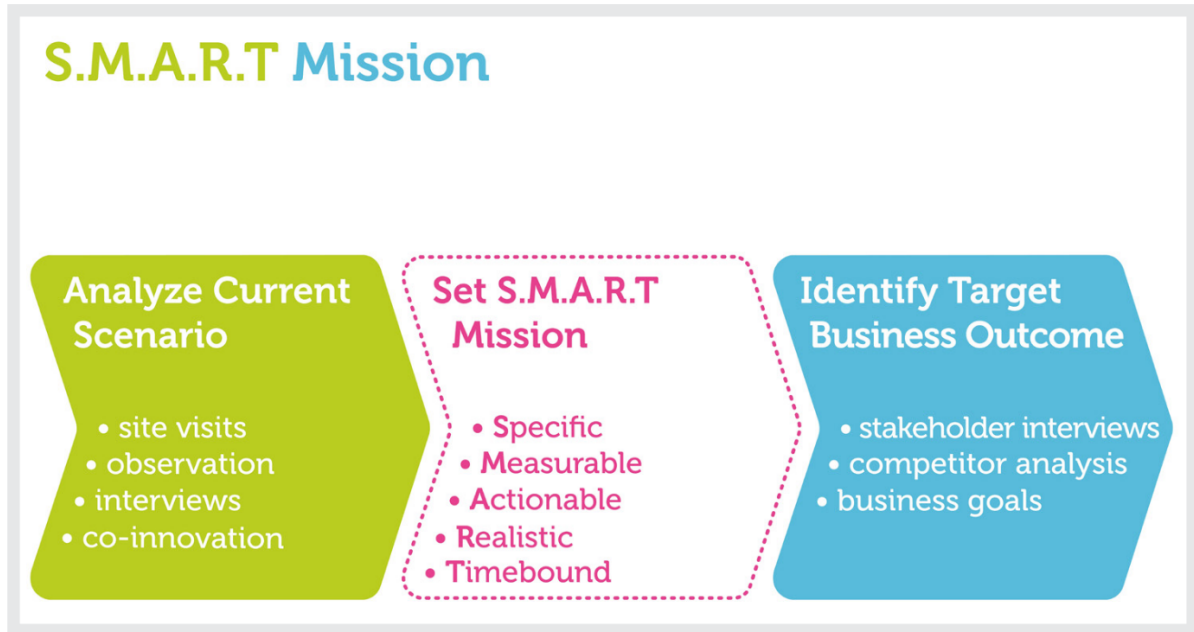 S.M.A.R.T Mission
Analyze Current
Scenario
• site visits
• observation
• interviews
• co-innovation
Set S.M.A.R.T
Mission
• Specific
• Measurable
• Actionable
• Realistic
• Timebound
Identify Target
Business Outcome
• stakeholder interviews
• competitor analysis
• business goals